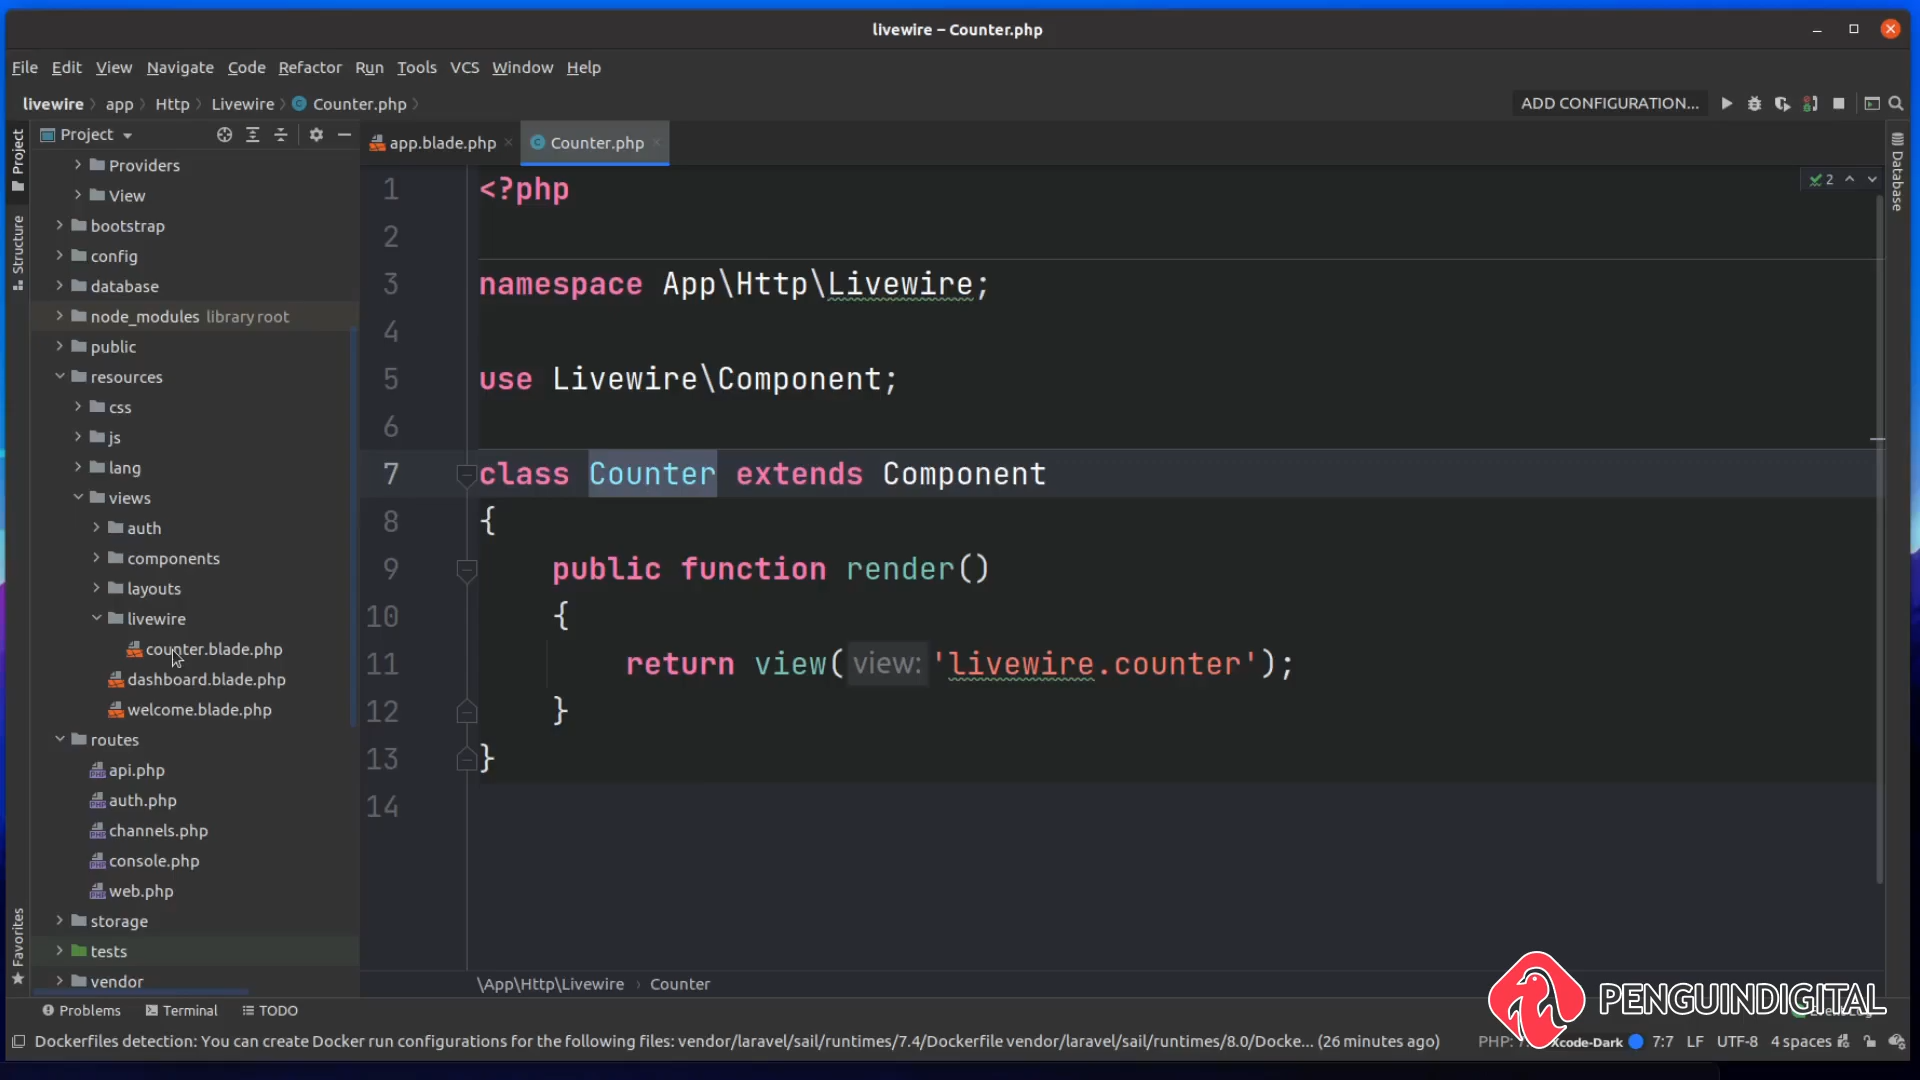 livewire – Counter.php
File Edit View Navigate Code Refactor Run Tools VCS Window Help
livewire app Http Livewire Counter.php
ADD CONFIGURATION...
Project
Structure
Favorites
Database
Project
Providers
View
bootstrap
config
database
node_modules library root
public
resources
css
js
lang
views
auth
components
layouts
livewire
counter.blade.php
dashboard.blade.php
welcome.blade.php
routes
api.php
auth.php
channels.php
console.php
web.php
storage
tests
vendor
app.blade.php Counter.php
2
1 <?php
2
3 namespace App\Http\Livewire;
4
5 use Livewire\Component;
6
7 class Counter extends Component
8 {
9 public function render()
10 {
11 return view( view: 'livewire.counter');
12 }
13 }
14
\App\Http\Livewire › Counter
PENGUINDIGITAL
Problems Terminal TODO
Dockerfiles detection: You can create Docker run configurations for the following files: vendor/laravel/sail/runtimes/7.4/Dockerfile vendor/laravel/sail/runtimes/8.0/Docke... (26 minutes ago)
PHP: Xcode-Dark 7:7 LF UTF-8 4 spaces